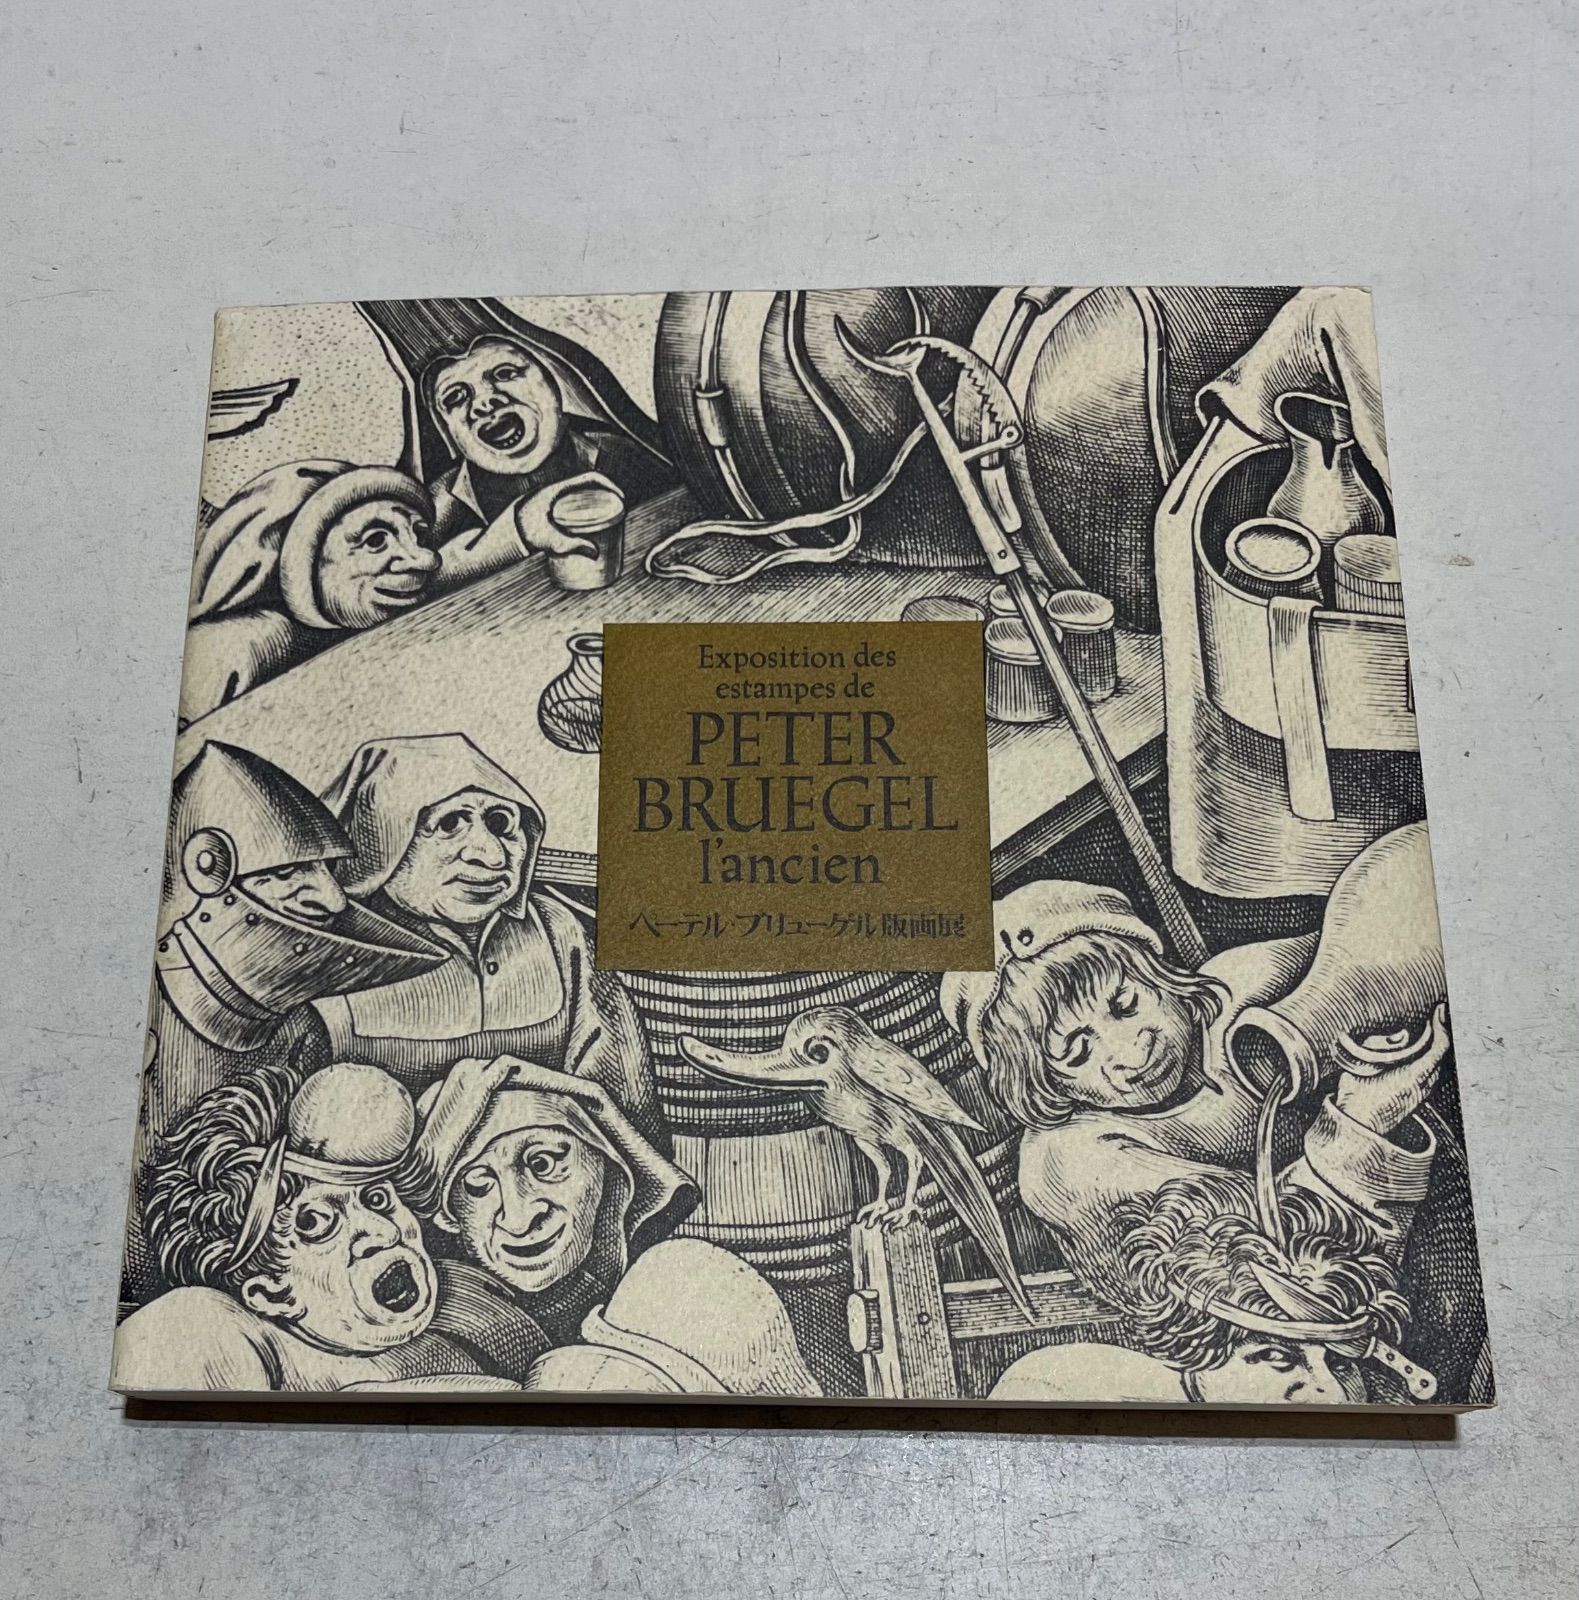 Exposition des
estampes de
PETER
BRUEGEL
l'ancien
ペーテル・ブリューゲル版画展